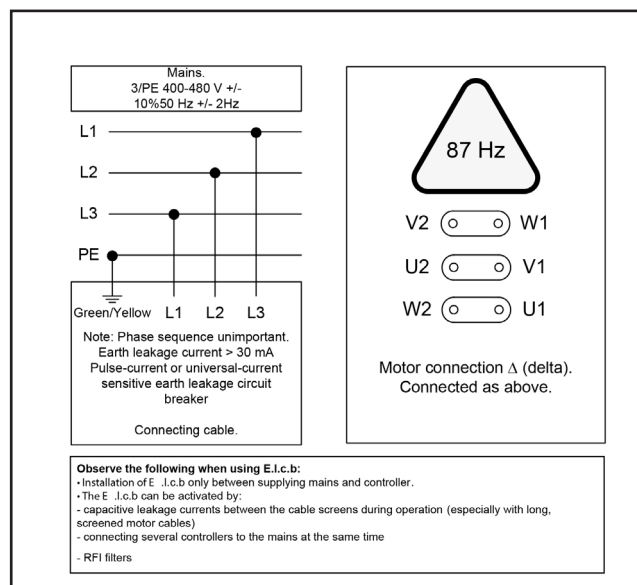 Mains.
3/PE 400-480 V +/-
10%50 Hz +/- 2Hz
L1
L2
L3
PE
Green/Yellow L1 L2 L3
Note: Phase sequence unimportant.
Earth leakage current > 30 mA
Pulse-current or universal-current
sensitive earth leakage circuit
breaker
Connecting cable.
87 Hz
V2 W1
U2 V1
W2 U1
Motor connection Δ (delta).
Connected as above.
Observe the following when using E.l.c.b:
• Installation of E .l.c.b only between supplying mains and controller.
• The E .l.c.b can be activated by:
- capacitive leakage currents between the cable screens during operation (especially with long,
screened motor cables)
- connecting several controllers to the mains at the same time
- RFI filters